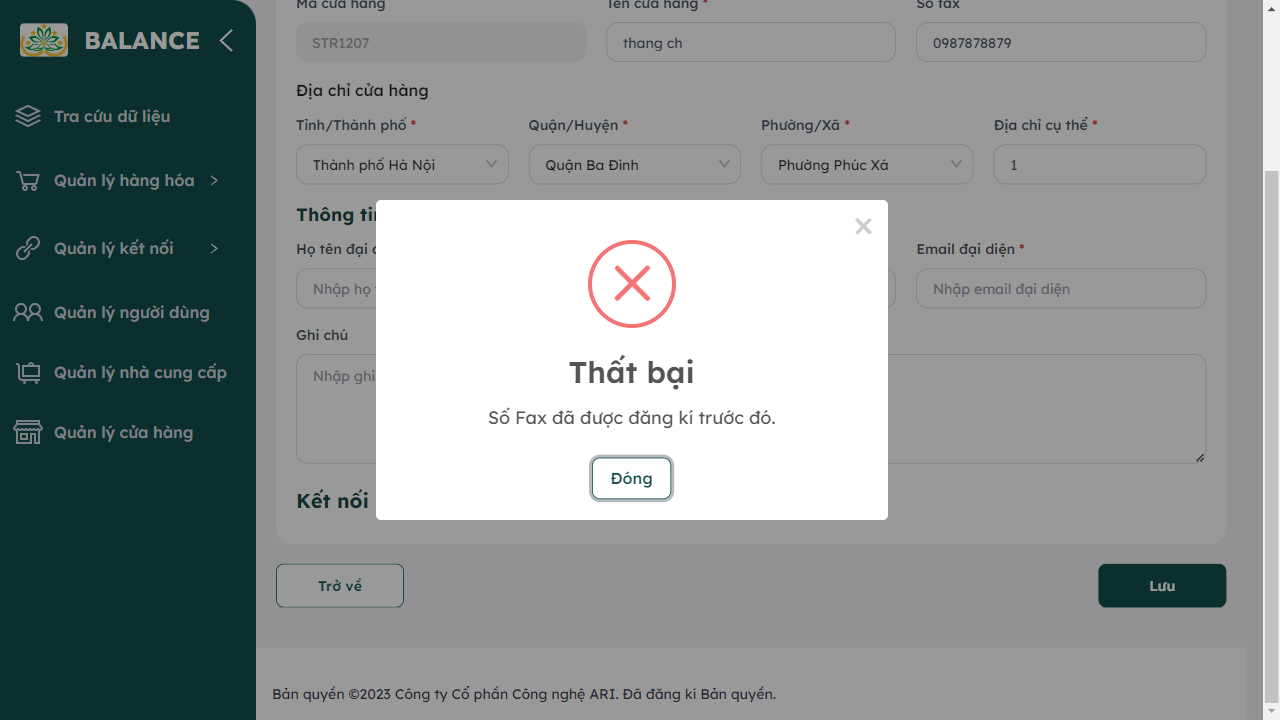 BALANCE
Tra cứu dữ liệu
Quản lý hàng hóa
Quản lý kết nối
Quản lý người dùng
Quản lý nhà cung cấp
Quản lý cửa hàng
Mã cửa hàng Tên cửa hàng * Số fax
STR1207 thang ch 0987878879
Địa chỉ cửa hàng
Tỉnh/Thành phố * Quận/Huyện * Phường/Xã * Địa chỉ cụ thể *
Thành phố Hà Nội Quận Ba Đình Phường Phúc Xá 1
Thông tin
Họ tên đại Email đại diện *
Nhập họ Nhập email đại diện
Ghi chú
Nhập ghi
Thất bại
Số Fax đã được đăng kí trước đó.
Đóng
Kết nối
Trở về Lưu
Bản quyền ©2023 Công ty Cổ phần Công nghệ ARI. Đã đăng kí Bản quyền.